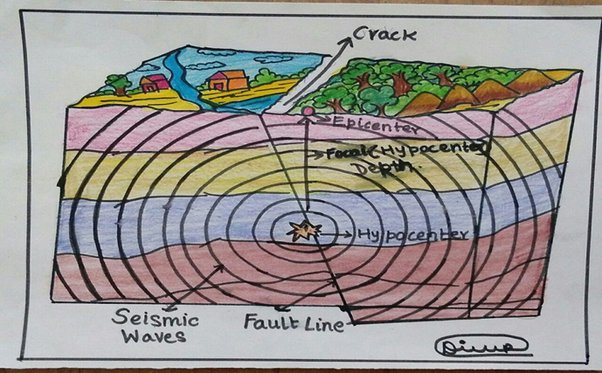 Crack
Epicenter
Focal (Hypocenter)
Depth.
Hypocenter
Seismic
Waves
Fault Line